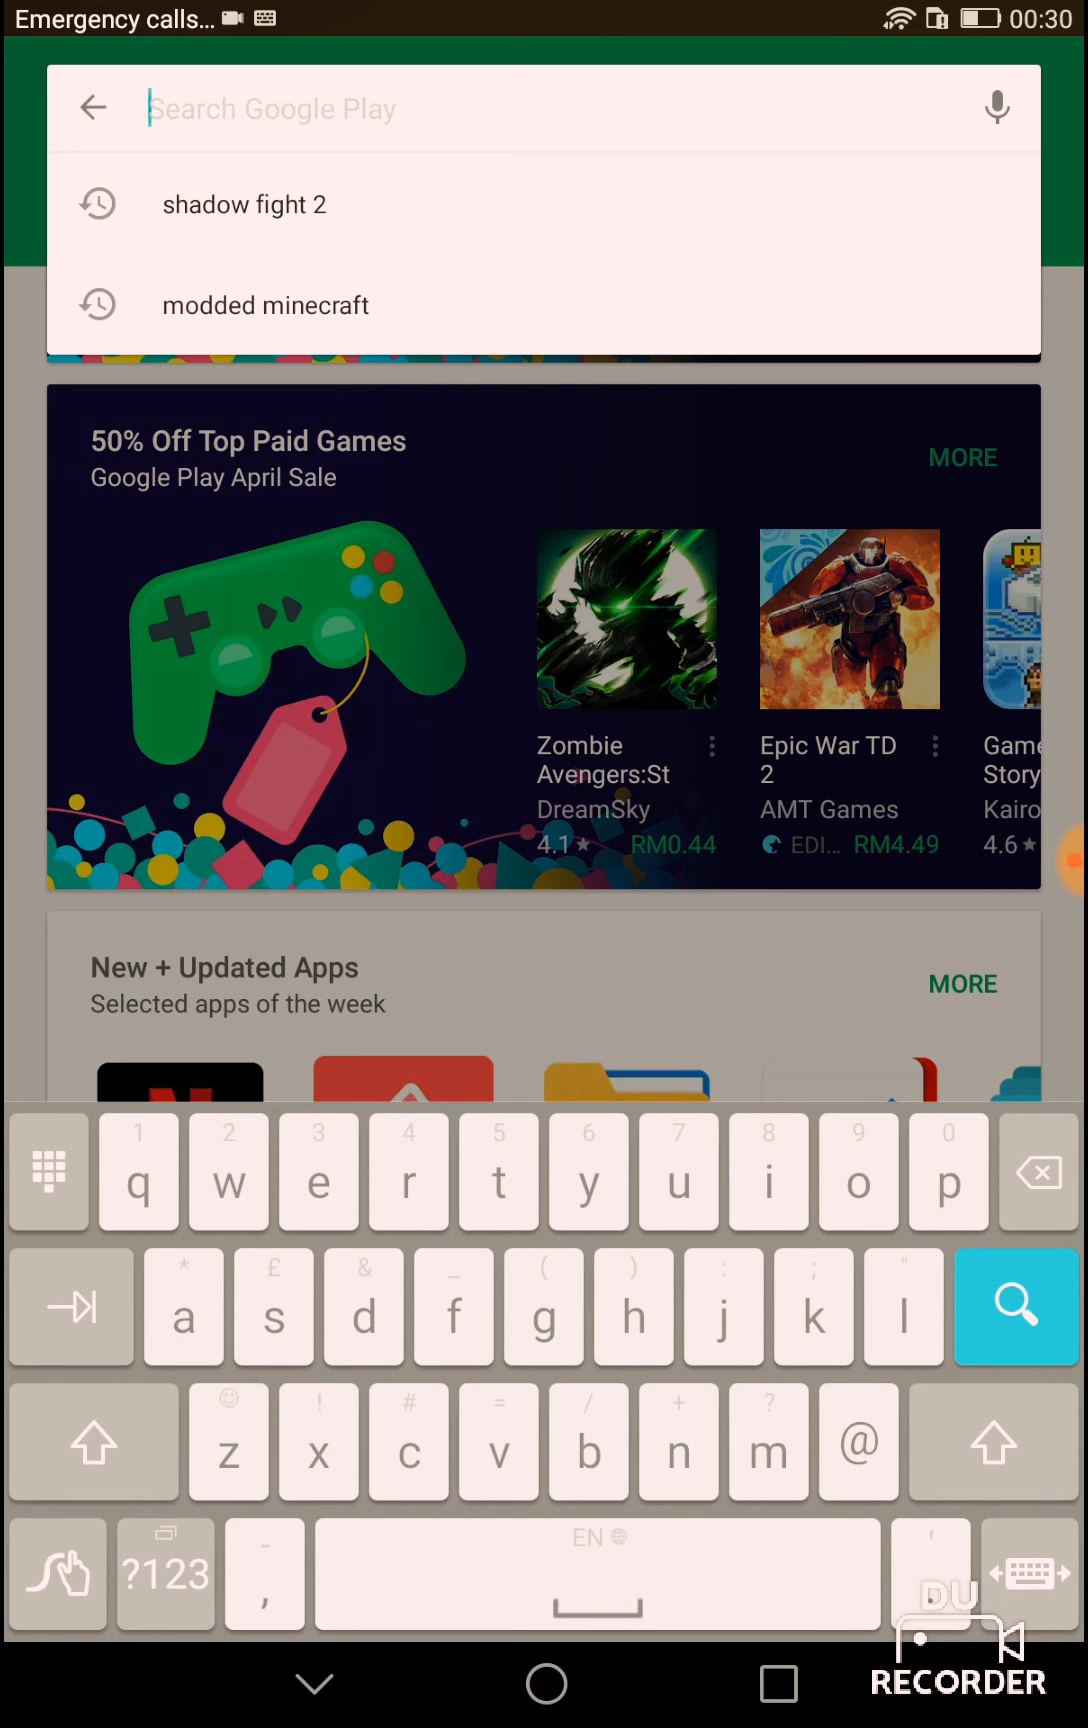 Emergency calls... 00:30
Search Google Play
shadow fight 2
modded minecraft
50% Off Top Paid Games
Google Play April Sale
MORE
Zombie
Avengers:St
DreamSky
4.1★ RM0.44
Epic War TD
2
AMT Games
EDI... RM4.49
Game
Story
Kairo
4.6★
New + Updated Apps
Selected apps of the week
MORE
1 2 3 4 5 6 7 8 9 0
q w e r t y u i o p
* £ & _ ( ) : ; "
a s d f g h j k l
! # = / + ?
z x c v b n m @
EN
?123 - , ' .
DU
RECORDER